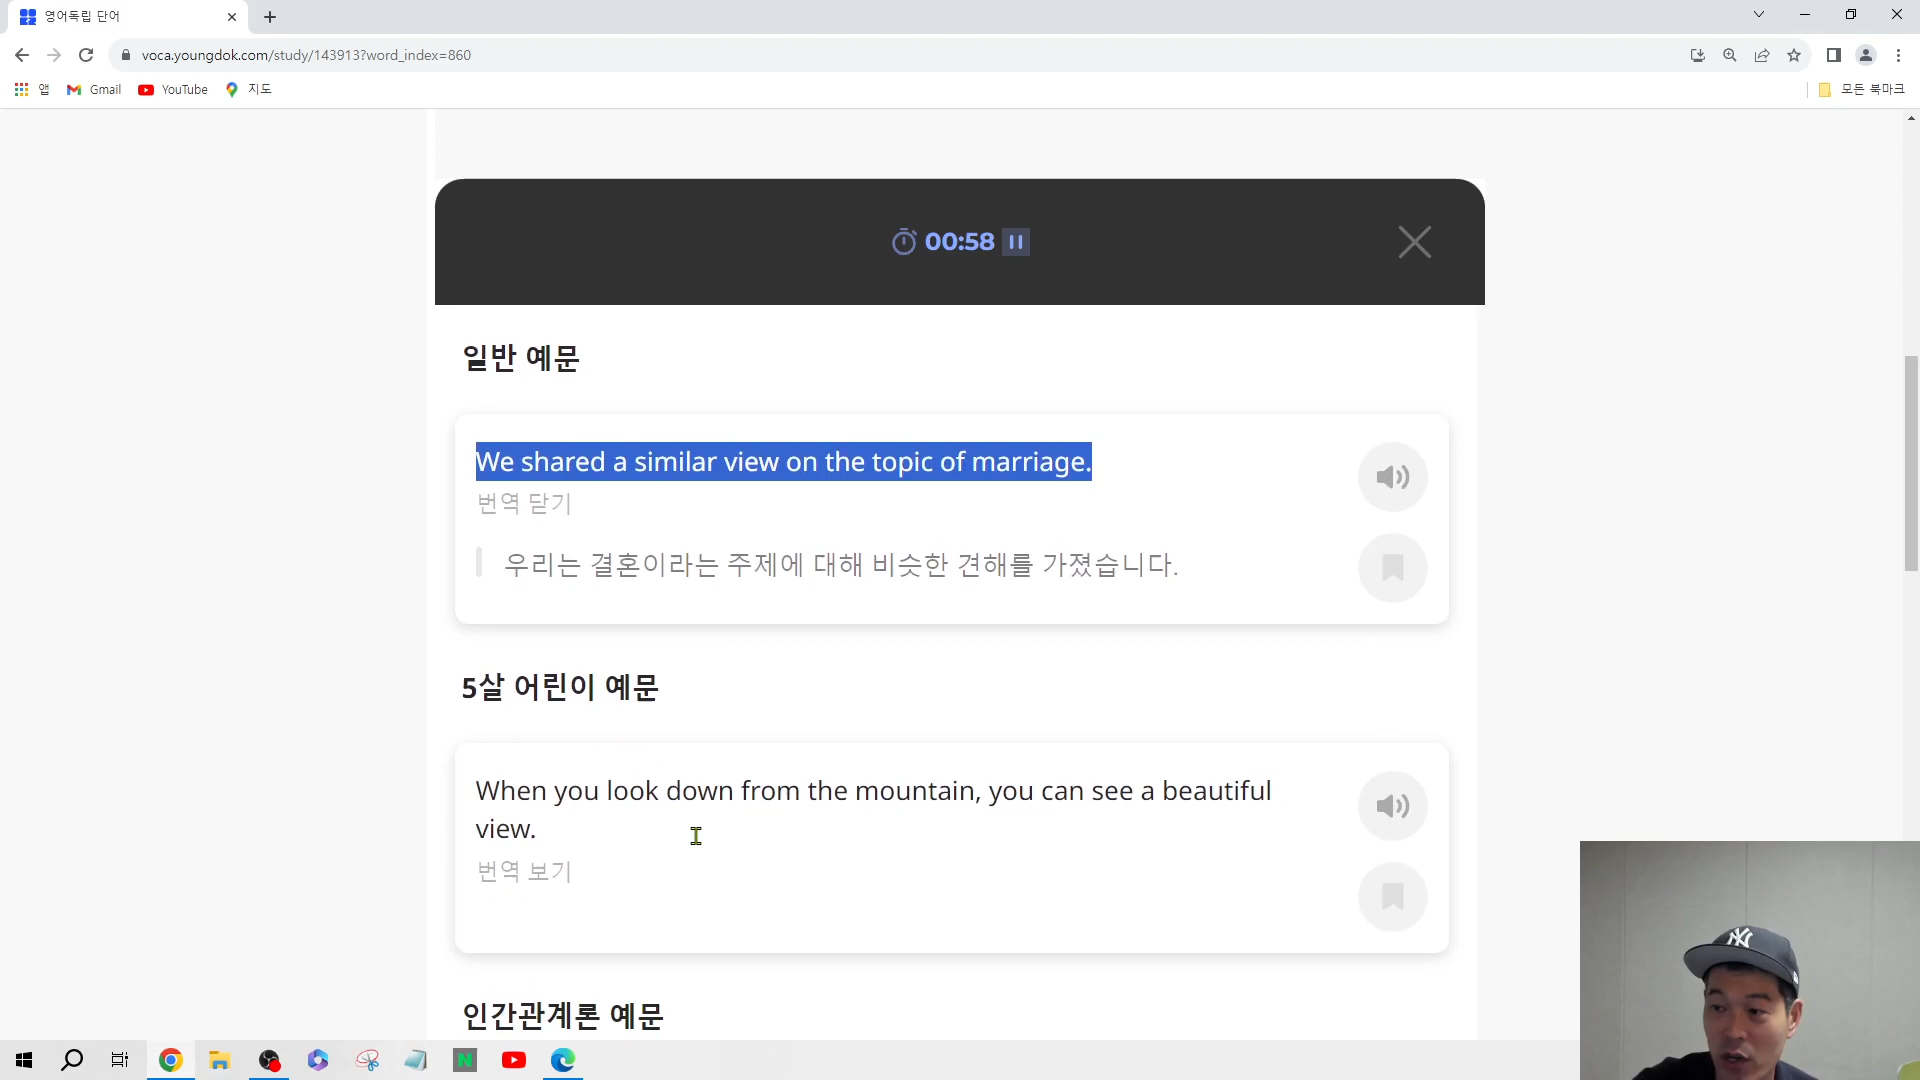 영어독립 단어
voca.youngdok.com/study/143913?word_index=860
앱
Gmail
YouTube
지도
모든 북마크
00:58
일반 예문
We shared a similar view on the topic of marriage.
번역 닫기
우리는 결혼이라는 주제에 대해 비슷한 견해를 가졌습니다.
5살 어린이 예문
When you look down from the mountain, you can see a beautiful
view.
번역 보기
인간관계론 예문
N
NY